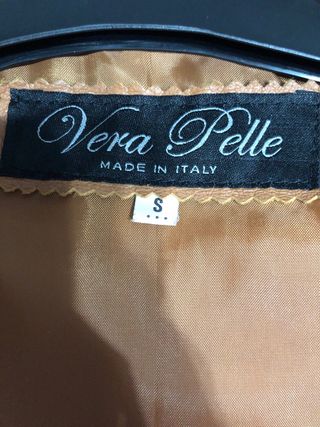 Vera Pelle
MADE IN ITALY
S
...